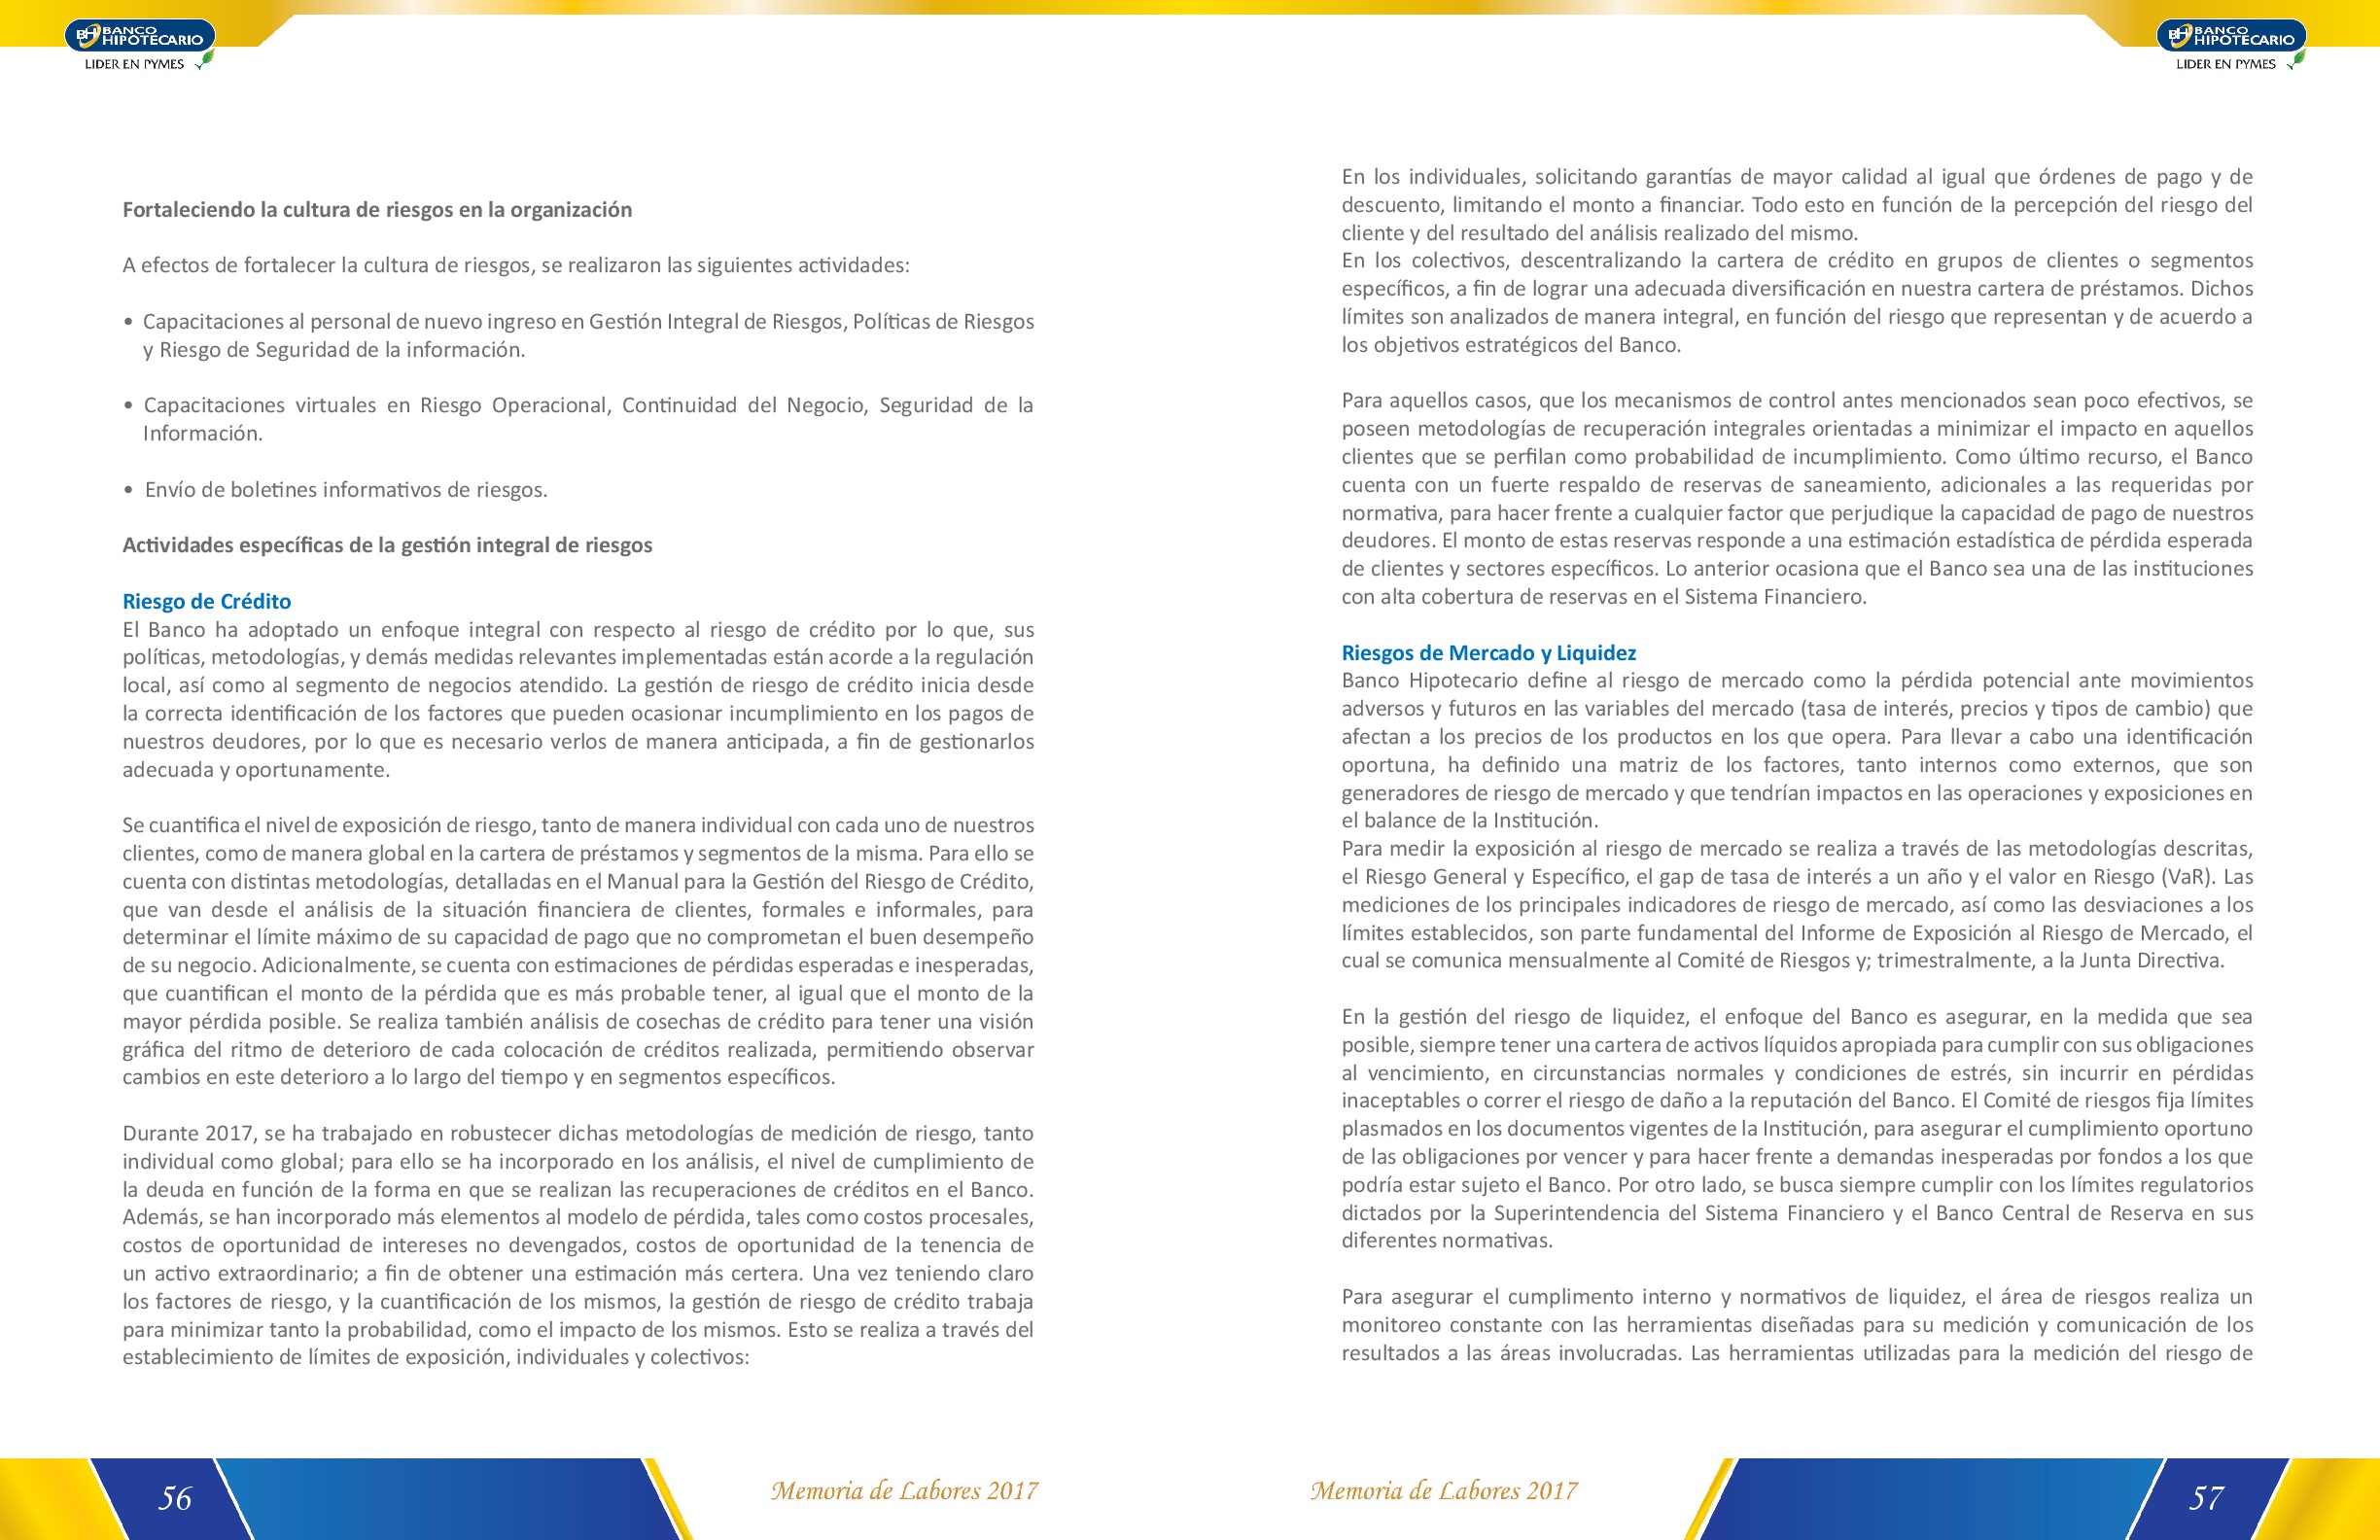 BH BANCO
HIPOTECARIO
LIDER EN PYMES
Fortaleciendo la cultura de riesgos en la organización
A efectos de fortalecer la cultura de riesgos, se realizaron las siguientes actividades:
• Capacitaciones al personal de nuevo ingreso en Gestión Integral de Riesgos, Políticas de Riesgos
y Riesgo de Seguridad de la información.
• Capacitaciones virtuales en Riesgo Operacional, Continuidad del Negocio, Seguridad de la
Información.
• Envío de boletines informativos de riesgos.
Actividades específicas de la gestión integral de riesgos
Riesgo de Crédito
El Banco ha adoptado un enfoque integral con respecto al riesgo de crédito por lo que, sus
políticas, metodologías, y demás medidas relevantes implementadas están acorde a la regulación
local, así como al segmento de negocios atendido. La gestión de riesgo de crédito inicia desde
la correcta identificación de los factores que pueden ocasionar incumplimiento en los pagos de
nuestros deudores, por lo que es necesario verlos de manera anticipada, a fin de gestionarlos
adecuada y oportunamente.
Se cuantifica el nivel de exposición de riesgo, tanto de manera individual con cada uno de nuestros
clientes, como de manera global en la cartera de préstamos y segmentos de la misma. Para ello se
cuenta con distintas metodologías, detalladas en el Manual para la Gestión del Riesgo de Crédito,
que van desde el análisis de la situación financiera de clientes, formales e informales, para
determinar el límite máximo de su capacidad de pago que no comprometan el buen desempeño
de su negocio. Adicionalmente, se cuenta con estimaciones de pérdidas esperadas e inesperadas,
que cuantifican el monto de la pérdida que es más probable tener, al igual que el monto de la
mayor pérdida posible. Se realiza también análisis de cosechas de crédito para tener una visión
gráfica del ritmo de deterioro de cada colocación de créditos realizada, permitiendo observar
cambios en este deterioro a lo largo del tiempo y en segmentos específicos.
Durante 2017, se ha trabajado en robustecer dichas metodologías de medición de riesgo, tanto
individual como global; para ello se ha incorporado en los análisis, el nivel de cumplimiento de
la deuda en función de la forma en que se realizan las recuperaciones de créditos en el Banco.
Además, se han incorporado más elementos al modelo de pérdida, tales como costos procesales,
costos de oportunidad de intereses no devengados, costos de oportunidad de la tenencia de
un activo extraordinario; a fin de obtener una estimación más certera. Una vez teniendo claro
los factores de riesgo, y la cuantificación de los mismos, la gestión de riesgo de crédito trabaja
para minimizar tanto la probabilidad, como el impacto de los mismos. Esto se realiza a través del
establecimiento de límites de exposición, individuales y colectivos:
56
Memoria de Labores 2017
BH BANCO
HIPOTECARIO
LIDER EN PYMES
En los individuales, solicitando garantías de mayor calidad al igual que órdenes de pago y de
descuento, limitando el monto a financiar. Todo esto en función de la percepción del riesgo del
cliente y del resultado del análisis realizado del mismo.
En los colectivos, descentralizando la cartera de crédito en grupos de clientes o segmentos
específicos, a fin de lograr una adecuada diversificación en nuestra cartera de préstamos. Dichos
límites son analizados de manera integral, en función del riesgo que representan y de acuerdo a
los objetivos estratégicos del Banco.
Para aquellos casos, que los mecanismos de control antes mencionados sean poco efectivos, se
poseen metodologías de recuperación integrales orientadas a minimizar el impacto en aquellos
clientes que se perfilan como probabilidad de incumplimiento. Como último recurso, el Banco
cuenta con un fuerte respaldo de reservas de saneamiento, adicionales a las requeridas por
normativa, para hacer frente a cualquier factor que perjudique la capacidad de pago de nuestros
deudores. El monto de estas reservas responde a una estimación estadística de pérdida esperada
de clientes y sectores específicos. Lo anterior ocasiona que el Banco sea una de las instituciones
con alta cobertura de reservas en el Sistema Financiero.
Riesgos de Mercado y Liquidez
Banco Hipotecario define al riesgo de mercado como la pérdida potencial ante movimientos
adversos y futuros en las variables del mercado (tasa de interés, precios y tipos de cambio) que
afectan a los precios de los productos en los que opera. Para llevar a cabo una identificación
oportuna, ha definido una matriz de los factores, tanto internos como externos, que son
generadores de riesgo de mercado y que tendrían impactos en las operaciones y exposiciones en
el balance de la Institución.
Para medir la exposición al riesgo de mercado se realiza a través de las metodologías descritas,
el Riesgo General y Específico, el gap de tasa de interés a un año y el valor en Riesgo (VaR). Las
mediciones de los principales indicadores de riesgo de mercado, así como las desviaciones a los
límites establecidos, son parte fundamental del Informe de Exposición al Riesgo de Mercado, el
cual se comunica mensualmente al Comité de Riesgos y; trimestralmente, a la Junta Directiva.
En la gestión del riesgo de liquidez, el enfoque del Banco es asegurar, en la medida que sea
posible, siempre tener una cartera de activos líquidos apropiada para cumplir con sus obligaciones
al vencimiento, en circunstancias normales y condiciones de estrés, sin incurrir en pérdidas
inaceptables o correr el riesgo de daño a la reputación del Banco. El Comité de riesgos fija límites
plasmados en los documentos vigentes de la Institución, para asegurar el cumplimiento oportuno
de las obligaciones por vencer y para hacer frente a demandas inesperadas por fondos a los que
podría estar sujeto el Banco. Por otro lado, se busca siempre cumplir con los límites regulatorios
dictados por la Superintendencia del Sistema Financiero y el Banco Central de Reserva en sus
diferentes normativas.
Para asegurar el cumplimento interno y normativos de liquidez, el área de riesgos realiza un
monitoreo constante con las herramientas diseñadas para su medición y comunicación de los
resultados a las áreas involucradas. Las herramientas utilizadas para la medición del riesgo de
Memoria de Labores 2017
57